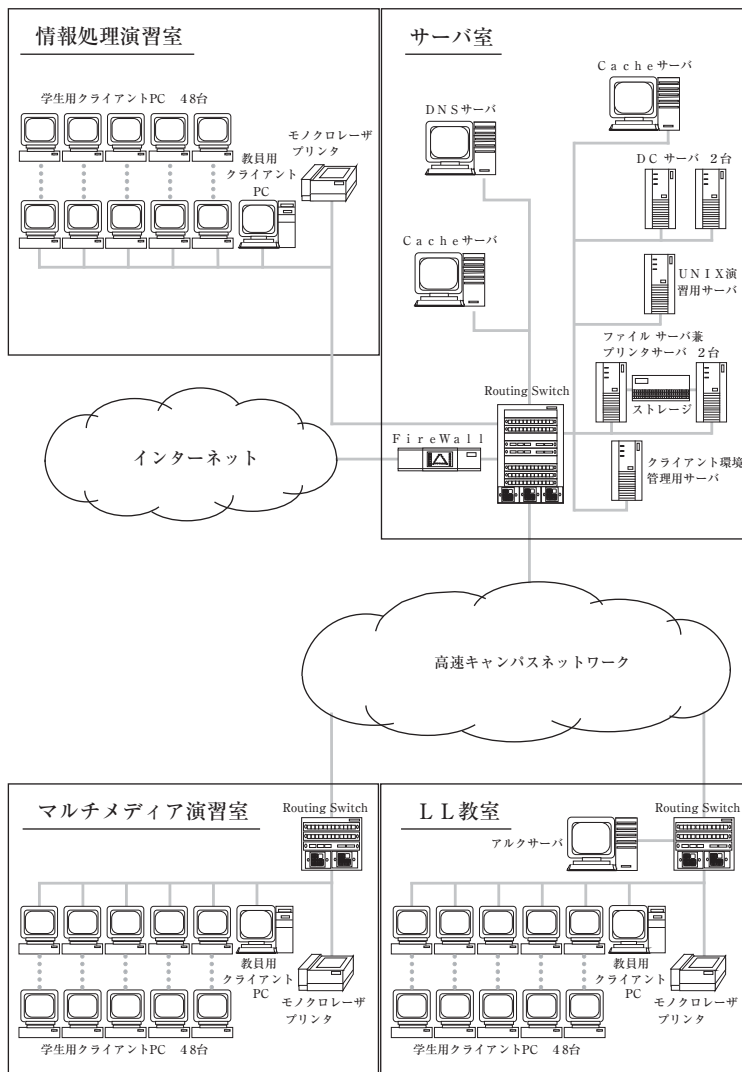 情報処理演習室
学生用クライアントPC　48台
モノクロレーザ
プリンタ
教員用
クライアント
PC
サーバ室
Ｃａｃｈｅサーバ
ＤＮＳサーバ
ＤＣ サーバ　２台
Ｃａｃｈｅサーバ
ＵＮＩＸ演
習用サーバ
ファイル サーバ兼
プリンタサーバ　２台
ストレージ
Routing Switch
ＦｉｒｅＷａｌｌ
クライアント環境
管理用サーバ
インターネット
高速キャンパスネットワーク
マルチメディア演習室
Routing Switch
教員用
クライアント
PC
モノクロレーザ
プリンタ
学生用クライアントPC　48台
ＬＬ教室
Routing Switch
アルクサーバ
教員用
クライアント
PC
モノクロレーザ
プリンタ
学生用クライアントPC　48台